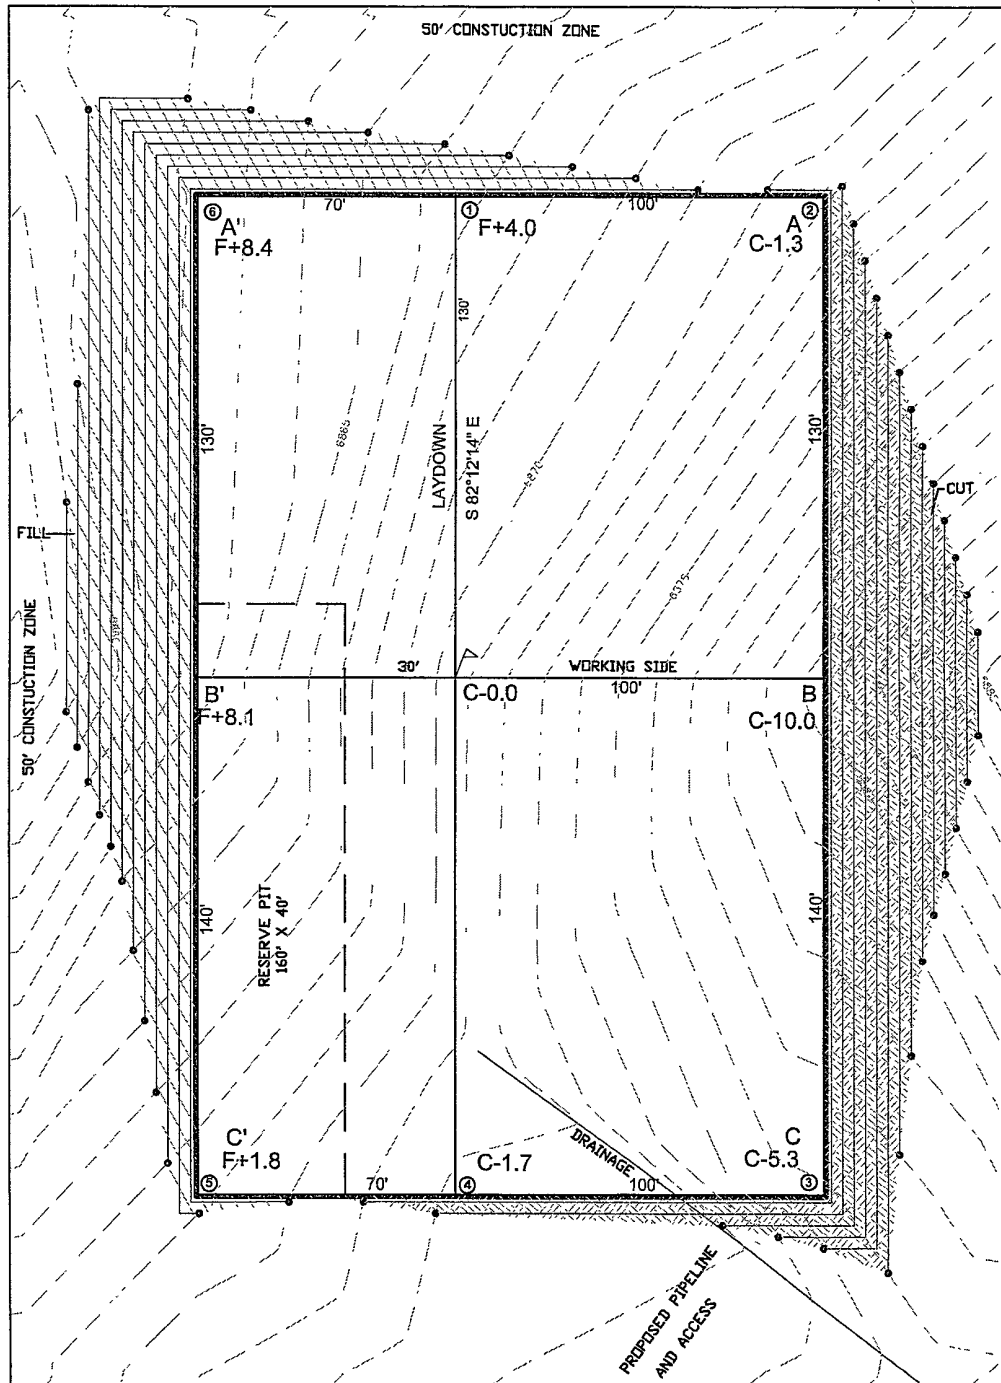 50' CONSTUCTION ZONE
⑥
70'
①
100'
②
A'
F+8.4
F+4.0
A
C-1.3
130'
130'
130'
6865
LAYDOWN
S 82°12'14" E
6870
CUT
FILL
6875
50' CONSTUCTION ZONE
30'
WORKING SIDE
100'
B'
F+8.1
C-0.0
B
C-10.0
140'
140'
RESERVE PIT
160' X 40'
C'
F+1.8
C-1.7
DRAINAGE
C
C-5.3
⑤
70'
④
100'
③
PROPOSED PIPELINE
AND ACCESS